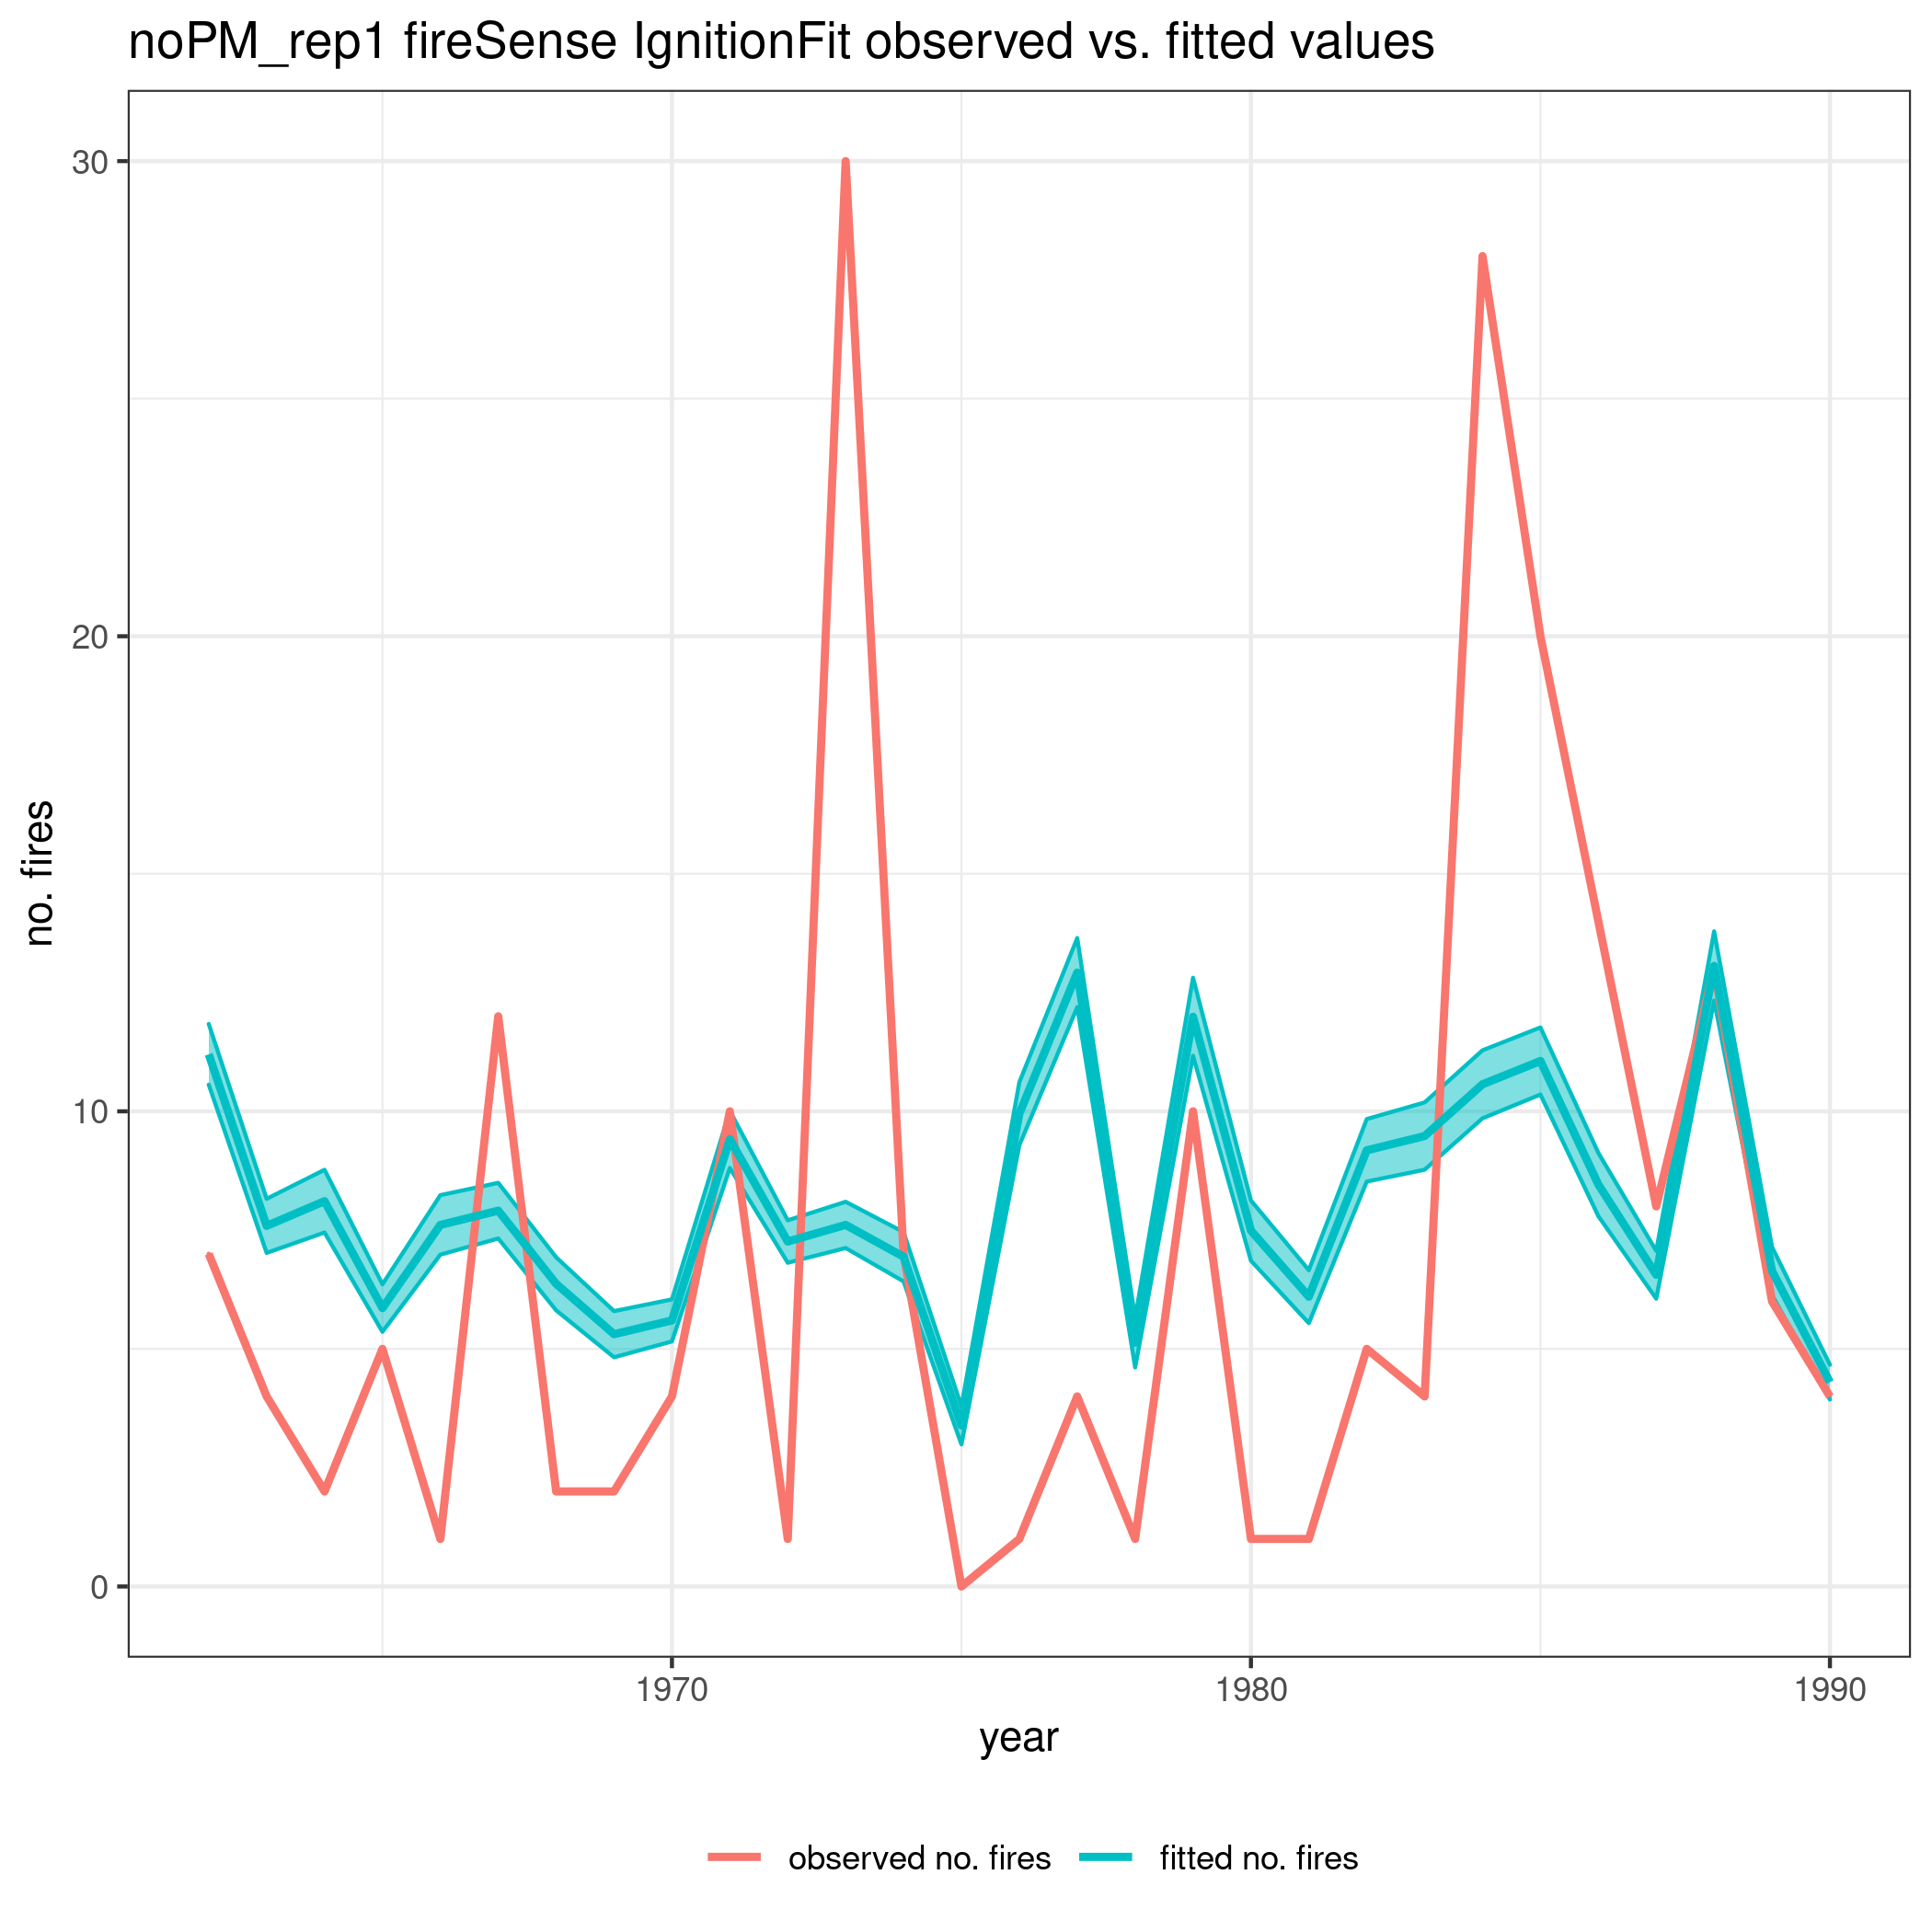 noPM_rep1 fireSense IgnitionFit observed vs. fitted values
30
20
10
0
no. fires
1970 1980 1990
year
observed no. fires fitted no. fires